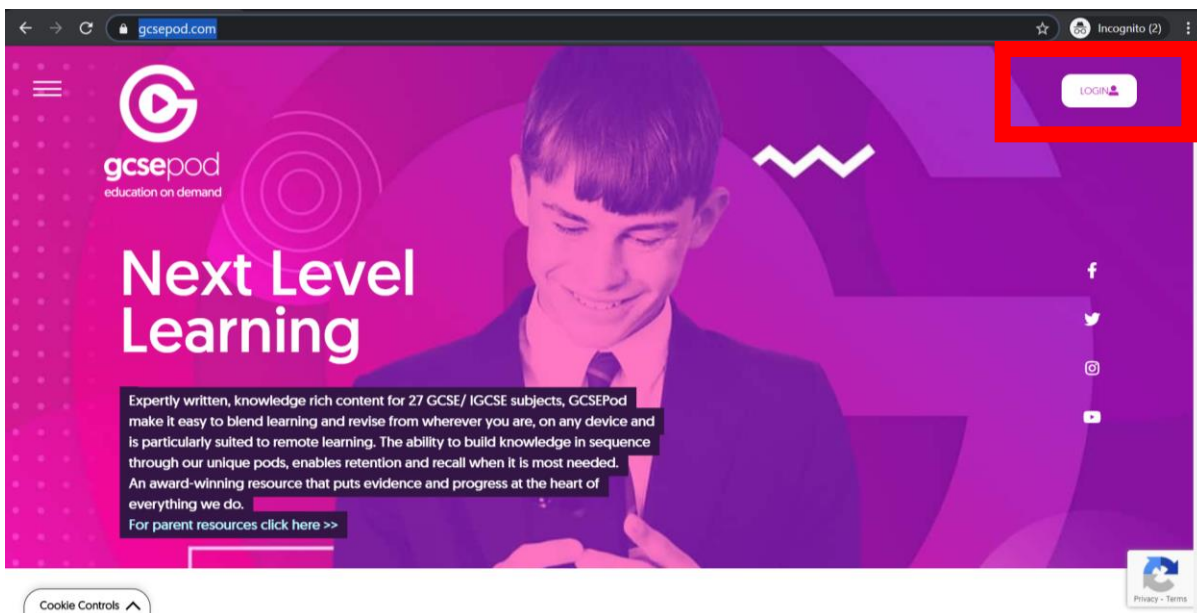 gcsepod.com
Incognito (2)
LOGIN
gcsepod
education on demand
Next Level
Learning
Expertly written, knowledge rich content for 27 GCSE/ IGCSE subjects, GCSEPod
make it easy to blend learning and revise from wherever you are, on any device and
is particularly suited to remote learning. The ability to build knowledge in sequence
through our unique pods, enables retention and recall when it is most needed.
An award-winning resource that puts evidence and progress at the heart of
everything we do.
For parent resources click here >>
Cookie Controls
Privacy - Terms